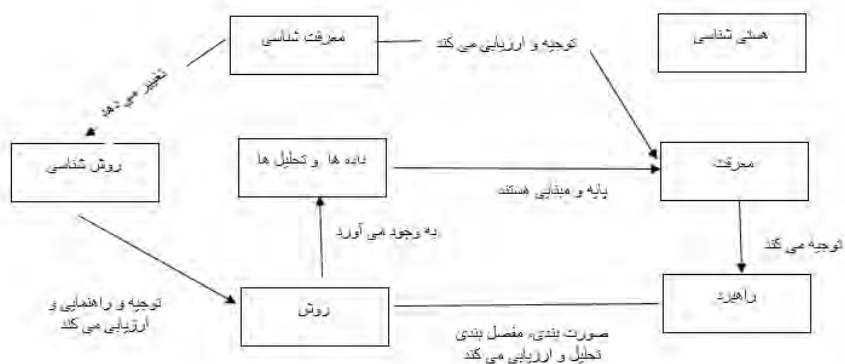 هستی شناسی
معرفت شناسی
توجیه و ارزیابی می کند
تغییر می دهد
معرفت
داده ها و تحلیل ها
روش شناسی
پایه و مبنایی هستند
به وجود می آورد
توجیه می کند
راهبرد
روش
توجیه و راهنمایی و
ارزیابی می کند
صورت بندی، مفصل بندی
تحلیل و ارزیابی می کند